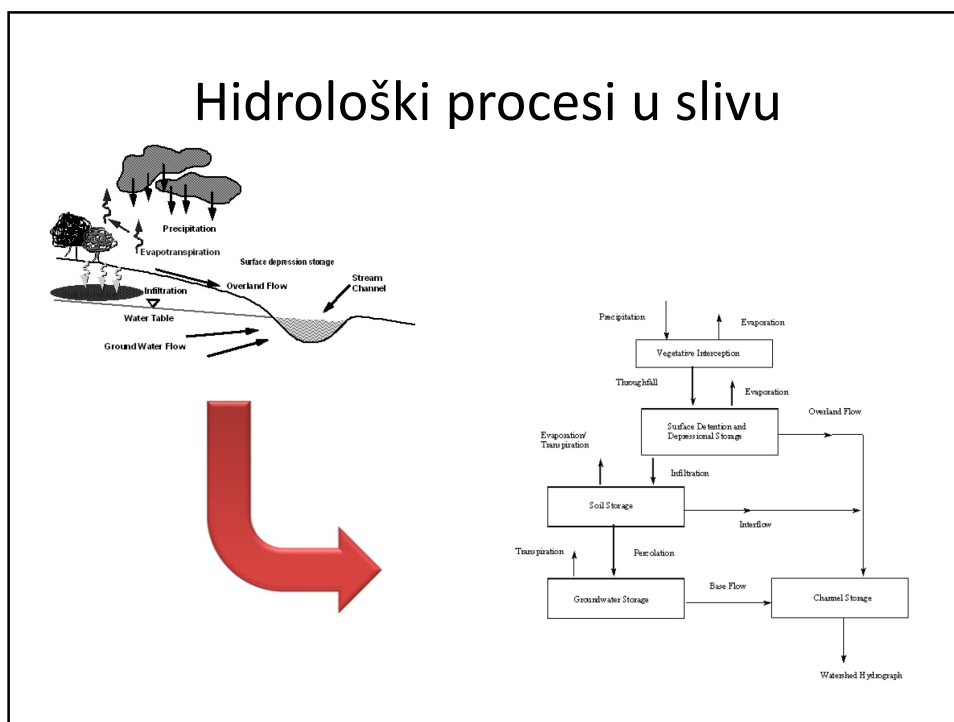 Hidrološki procesi u slivu
Precipitation
Evapotranspiration
Surface depression storage
Stream
Channel
Overland Flow
Infiltration
Water Table
Ground Water Flow
Precipitation
Evaporation
Vegetative Interception
Throughfall
Evaporation
Overland Flow
Surface Detention and
Depressional Storage
Evaporation/
Transpiration
Infiltration
Soil Storage
Interflow
Transpiration
Percolation
Base Flow
Groundwater Storage
Channel Storage
Watershed Hydrograph